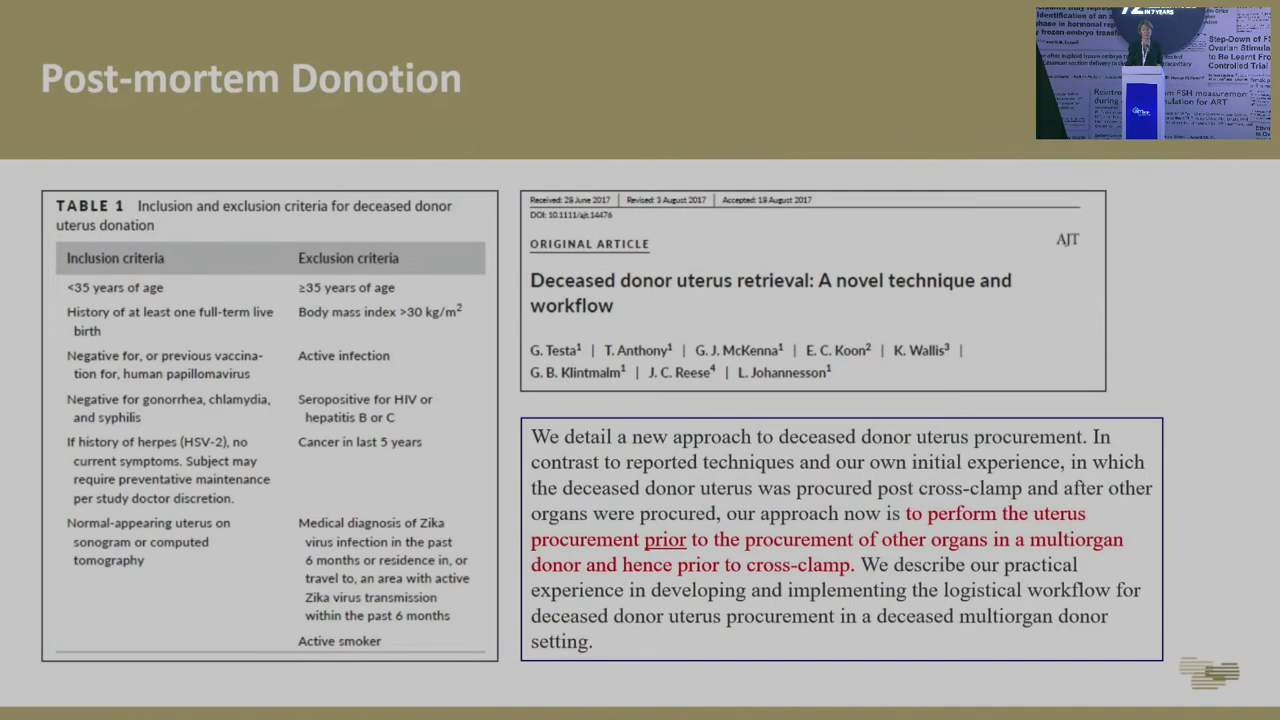 Post-mortem Donotion
IN 7 YEARS
TABLE 1 Inclusion and exclusion criteria for deceased donor
uterus donation
Inclusion criteria
Exclusion criteria
<35 years of age
≥35 years of age
History of at least one full-term live
birth
Body mass index >30 kg/m²
Negative for, or previous vaccina-
tion for, human papillomavirus
Active infection
Negative for gonorrhea, chlamydia,
and syphilis
Seropositive for HIV or
hepatitis B or C
If history of herpes (HSV-2), no
current symptoms. Subject may
require preventative maintenance
per study doctor discretion.
Cancer in last 5 years
Normal-appearing uterus on
sonogram or computed
tomography
Medical diagnosis of Zika
virus infection in the past
6 months or residence in, or
travel to, an area with active
Zika virus transmission
within the past 6 months
Active smoker
Received: 28 June 2017 | Revised: 3 August 2017 | Accepted: 18 August 2017
DOI: 10.1111/ajt.14476
ORIGINAL ARTICLE
AJT
Deceased donor uterus retrieval: A novel technique and
workflow
G. Testa¹ | T. Anthony¹ | G. J. McKenna¹ | E. C. Koon² | K. Wallis³ |
G. B. Klintmalm¹ | J. C. Reese⁴ | L. Johannesson¹
We detail a new approach to deceased donor uterus procurement. In
contrast to reported techniques and our own initial experience, in which
the deceased donor uterus was procured post cross-clamp and after other
organs were procured, our approach now is to perform the uterus
procurement prior to the procurement of other organs in a multiorgan
donor and hence prior to cross-clamp. We describe our practical
experience in developing and implementing the logistical workflow for
deceased donor uterus procurement in a deceased multiorgan donor
setting.